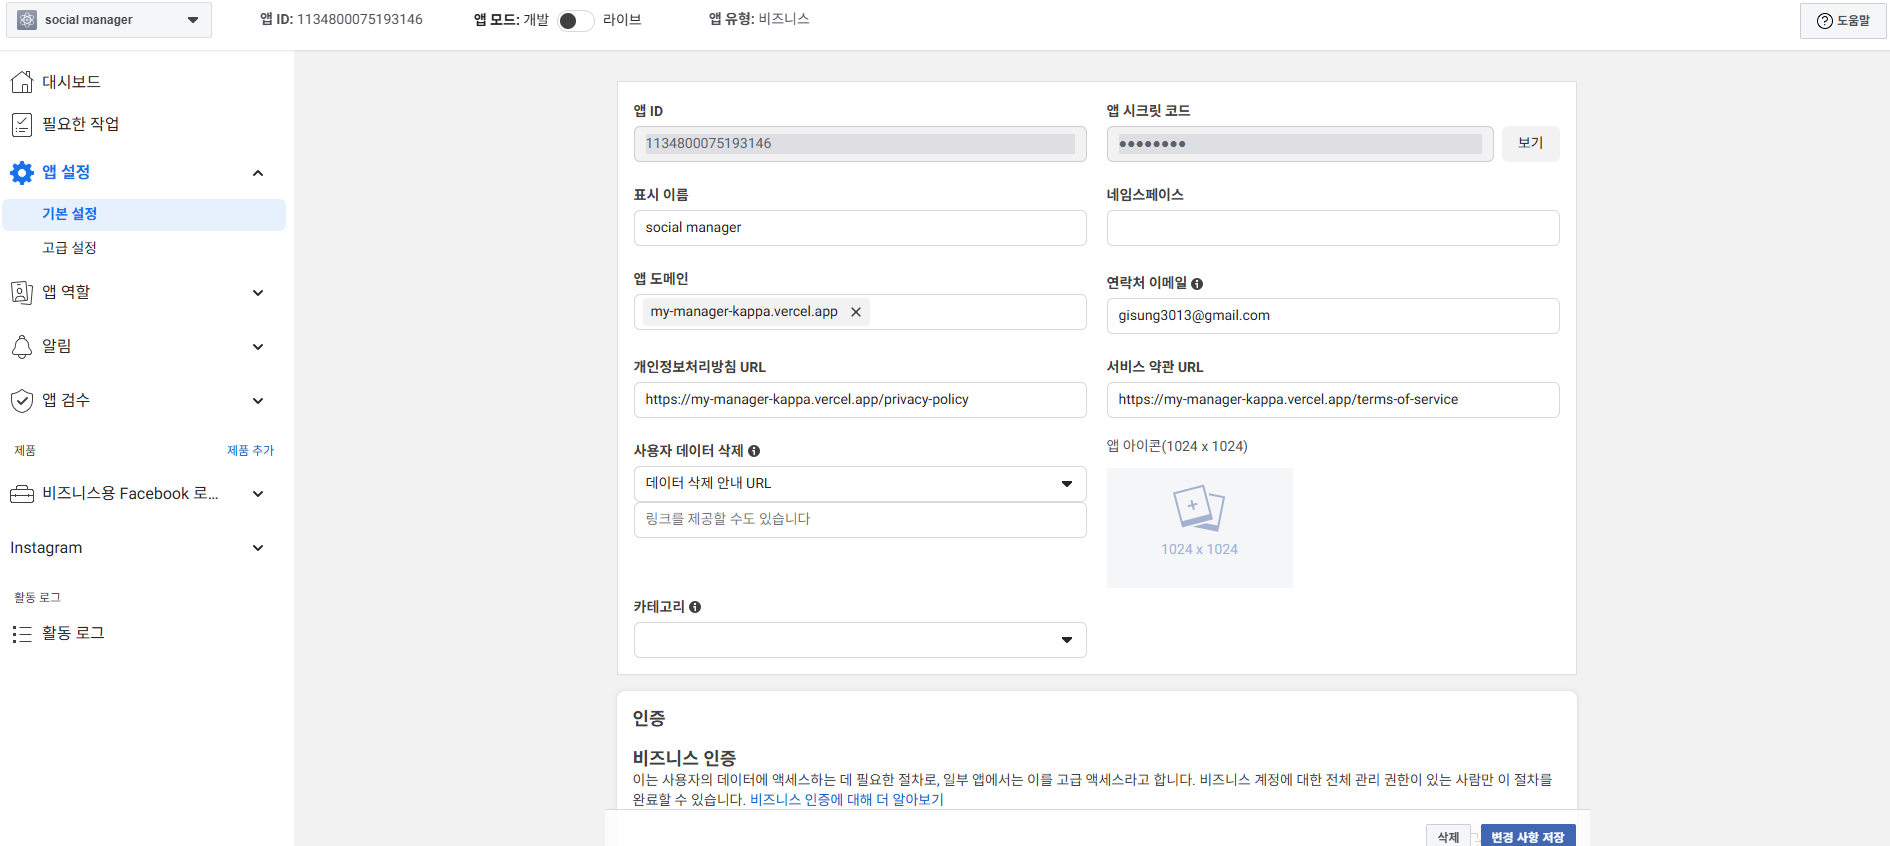 social manager
앱 ID: 1134800075193146
앱 모드: 개발
라이브
앱 유형: 비즈니스
도움말
대시보드
필요한 작업
앱 설정
기본 설정
고급 설정
앱 역할
알림
앱 검수
제품
제품 추가
비즈니스용 Facebook 로...
Instagram
활동 로그
활동 로그
앱 ID
앱 시크릿 코드
1134800075193146
●●●●●●●●
보기
표시 이름
네임스페이스
social manager
앱 도메인
연락처 이메일
my-manager-kappa.vercel.app
gisung3013@gmail.com
개인정보처리방침 URL
서비스 약관 URL
https://my-manager-kappa.vercel.app/privacy-policy
https://my-manager-kappa.vercel.app/terms-of-service
사용자 데이터 삭제
앱 아이콘(1024 x 1024)
데이터 삭제 안내 URL
링크를 제공할 수도 있습니다
1024 x 1024
카테고리
인증
비즈니스 인증
이는 사용자의 데이터에 액세스하는 데 필요한 절차로, 일부 앱에서는 이를 고급 액세스라고 합니다. 비즈니스 계정에 대한 전체 관리 권한이 있는 사람만 이 절차를
완료할 수 있습니다. 비즈니스 인증에 대해 더 알아보기
삭제
변경 사항 저장